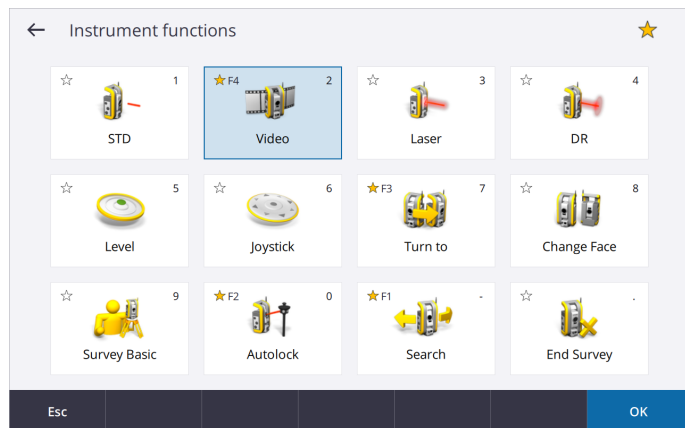 Instrument functions
1
STD
F4 2
Video
3
Laser
4
DR
5
Level
6
Joystick
F3 7
Turn to
8
Change Face
9
Survey Basic
F2 0
Autolock
F1 -
Search
.
End Survey
Esc
OK